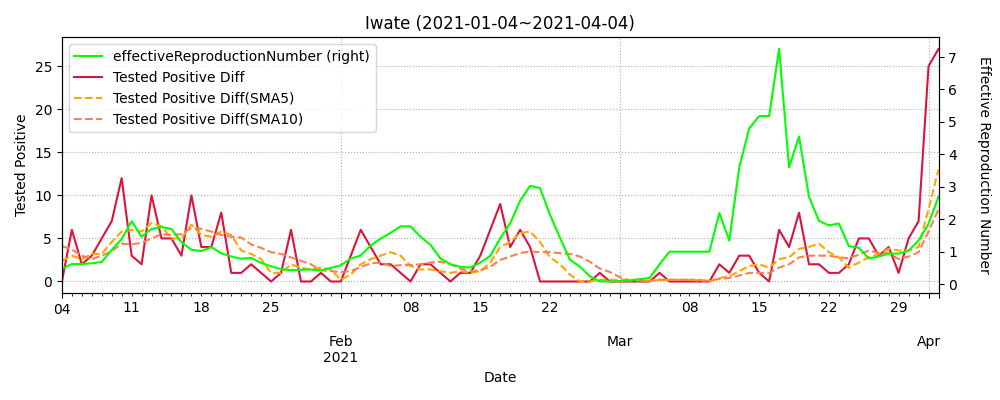 Iwate (2021-01-04~2021-04-04)
effectiveReproductionNumber (right)
Tested Positive Diff
Tested Positive Diff(SMA5)
Tested Positive Diff(SMA10)
Tested Positive
25
20
15
10
5
0
Effective Reproduction Number
7
6
5
4
3
2
1
0
04 11 18 25 08 15 22 08 15 22 29
Feb Mar Apr
2021
Date